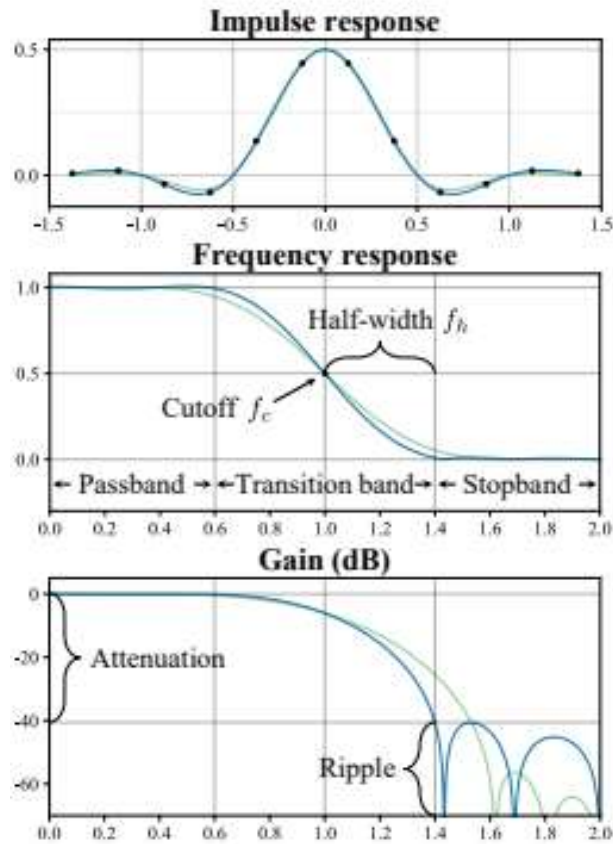 Impulse response
0.5
0.0
−1.5 −1.0 −0.5 0.0 0.5 1.0 1.5
Frequency response
1.0
Half-width f_h
0.5
Cutoff f_c
0.0
Passband Transition band Stopband
0.0 0.2 0.4 0.6 0.8 1.0 1.2 1.4 1.6 1.8 2.0
Gain (dB)
0
-20
Attenuation
-40
Ripple
-60
0.0 0.2 0.4 0.6 0.8 1.0 1.2 1.4 1.6 1.8 2.0